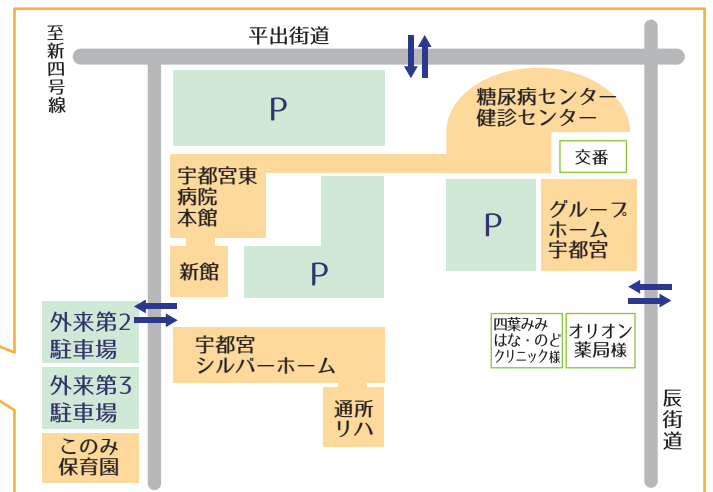 至新四号線
平出街道
P
糖尿病センター
健診センター
交番
宇都宮東
病院
本館
P
グループ
ホーム
宇都宮
新館
P
外来第2
駐車場
四葉みみ
はな・のど
クリニック様
オリオン
薬局様
宇都宮
シルバーホーム
外来第3
駐車場
通所
リハ
辰街道
このみ
保育園